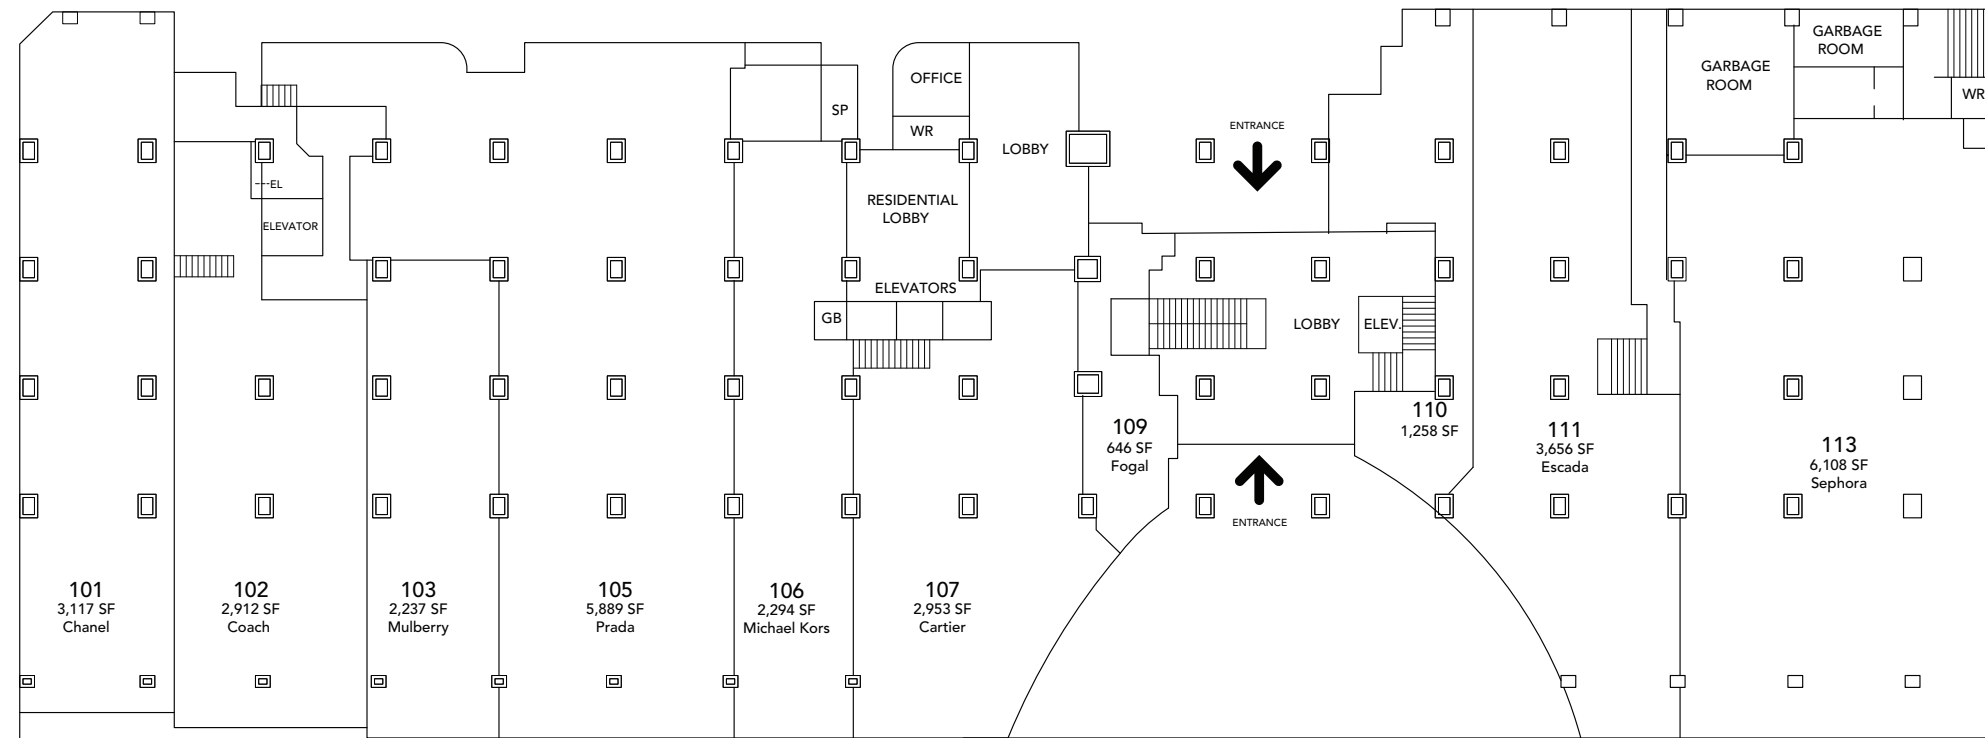 GARBAGE
ROOM
GARBAGE
ROOM
OFFICE
WR
SP
WR
ENTRANCE
LOBBY
EL
ELEVATOR
RESIDENTIAL
LOBBY
ELEVATORS
GB
LOBBY
ELEV.
109
646 SF
Fogal
110
1,258 SF
111
3,656 SF
Escada
113
6,108 SF
Sephora
ENTRANCE
101
3,117 SF
Chanel
102
2,912 SF
Coach
103
2,237 SF
Mulberry
105
5,889 SF
Prada
106
2,294 SF
Michael Kors
107
2,953 SF
Cartier